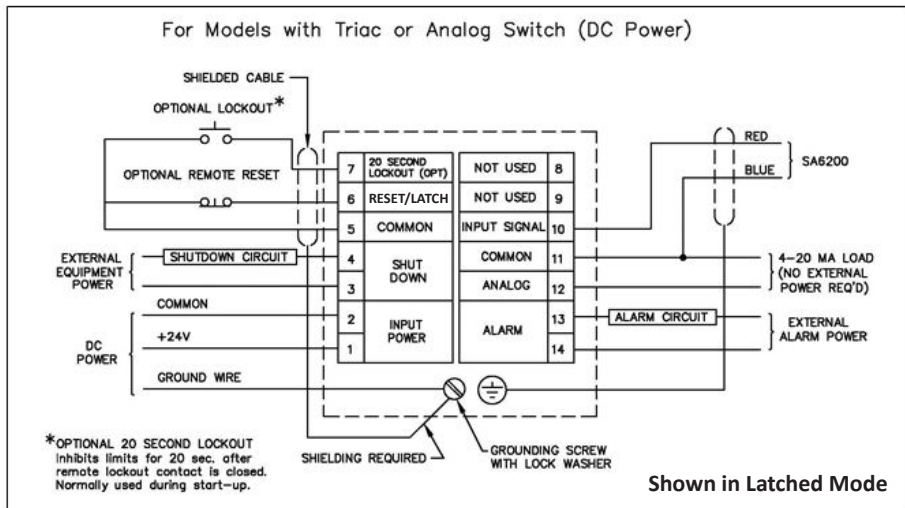 For Models with Triac or Analog Switch (DC Power)
SHIELDED CABLE
OPTIONAL LOCKOUT*
OPTIONAL REMOTE RESET
EXTERNAL
EQUIPMENT
POWER
SHUTDOWN CIRCUIT
COMMON
DC
POWER
+24V
GROUND WIRE
7
20 SECOND
LOCKOUT (OPT)
6
RESET/LATCH
5
COMMON
4
SHUT
DOWN
3
2
INPUT
POWER
1
NOT USED
8
NOT USED
9
INPUT SIGNAL
10
COMMON
11
ANALOG
12
ALARM
13
14
RED
BLUE
SA6200
4-20 MA LOAD
(NO EXTERNAL
POWER REQ'D)
ALARM CIRCUIT
EXTERNAL
ALARM POWER
*OPTIONAL 20 SECOND LOCKOUT
Inhibits limits for 20 sec. after
remote lockout contact is closed.
Normally used during start-up.
SHIELDING REQUIRED
GROUNDING SCREW
WITH LOCK WASHER
Shown in Latched Mode